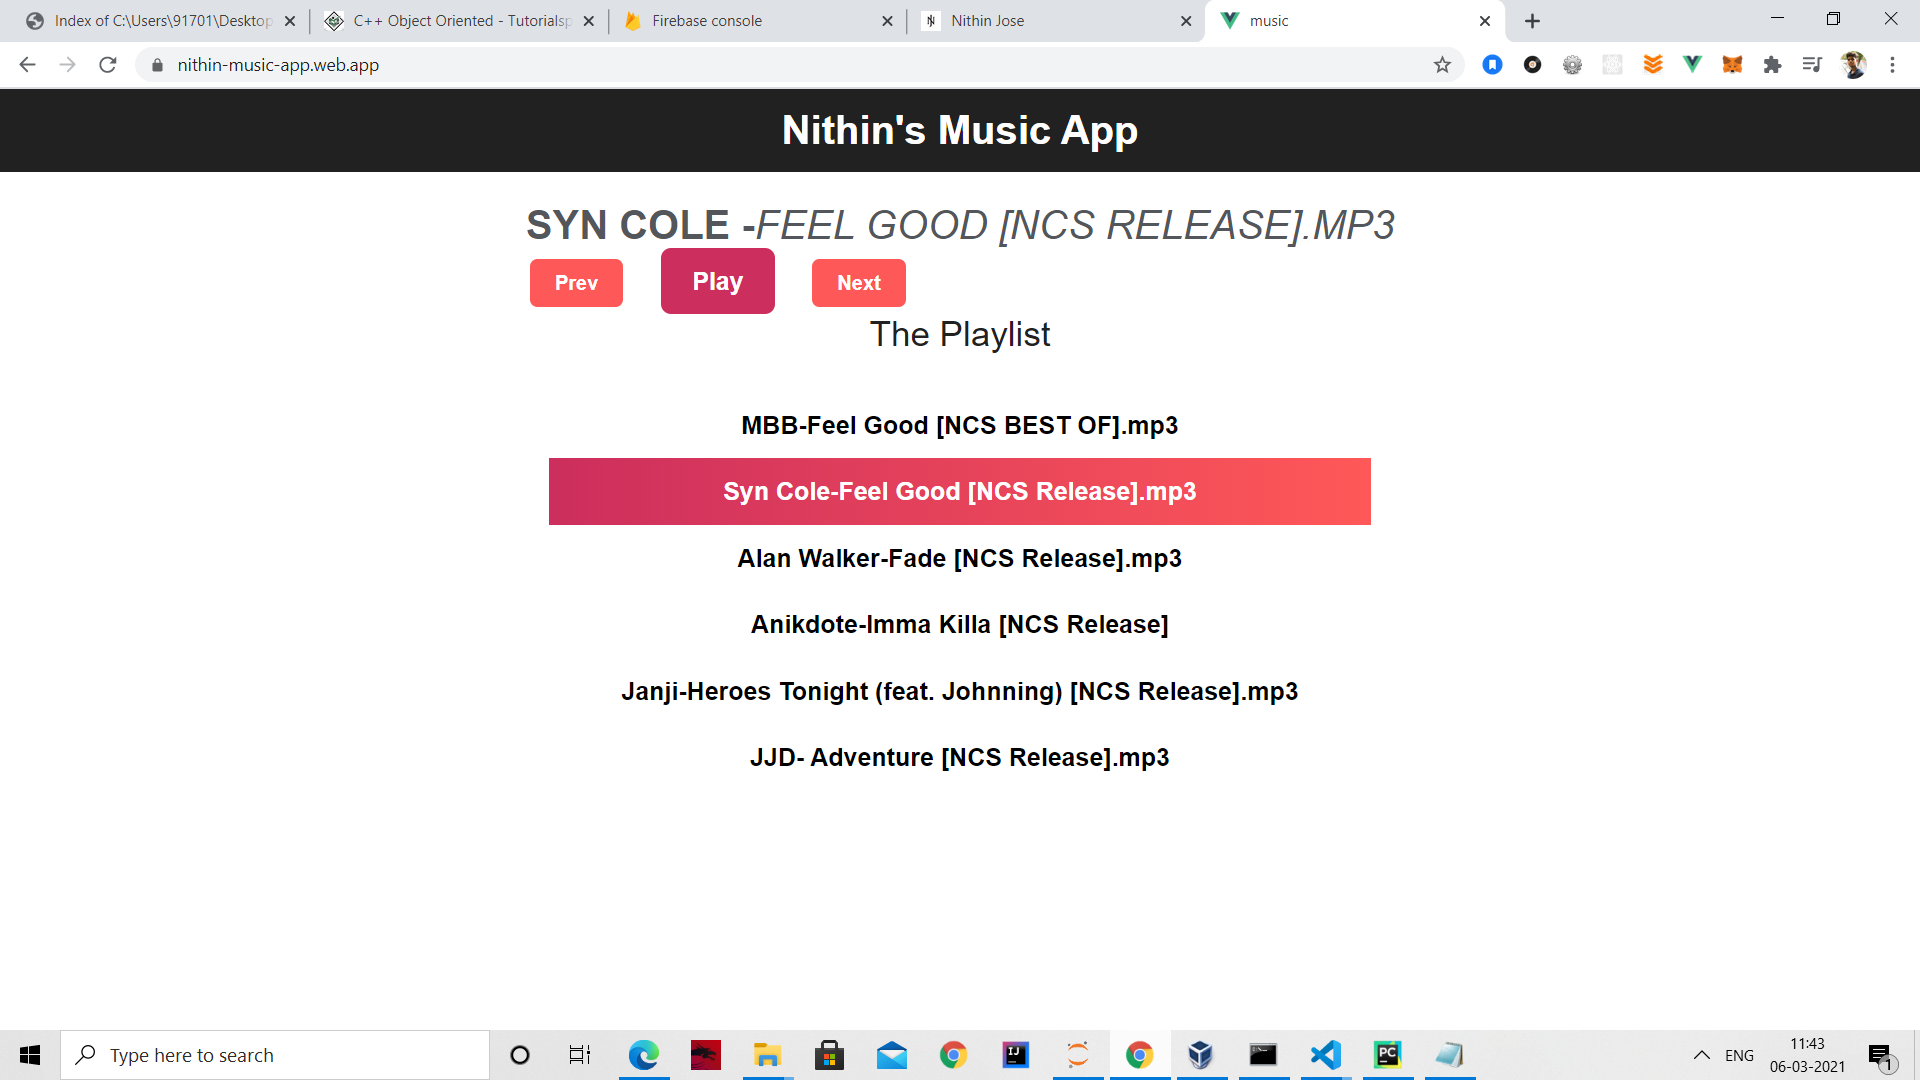 Index of C:\Users\91701\Desktop
C++ Object Oriented - Tutorialsp
Firebase console
Nithin Jose
music
nithin-music-app.web.app
Nithin's Music App
SYN COLE -FEEL GOOD [NCS RELEASE].MP3
Prev
Play
Next
The Playlist
MBB-Feel Good [NCS BEST OF].mp3
Syn Cole-Feel Good [NCS Release].mp3
Alan Walker-Fade [NCS Release].mp3
Anikdote-Imma Killa [NCS Release]
Janji-Heroes Tonight (feat. Johnning) [NCS Release].mp3
JJD- Adventure [NCS Release].mp3
Type here to search
IJ
PC
ENG
11:43
06-03-2021
1